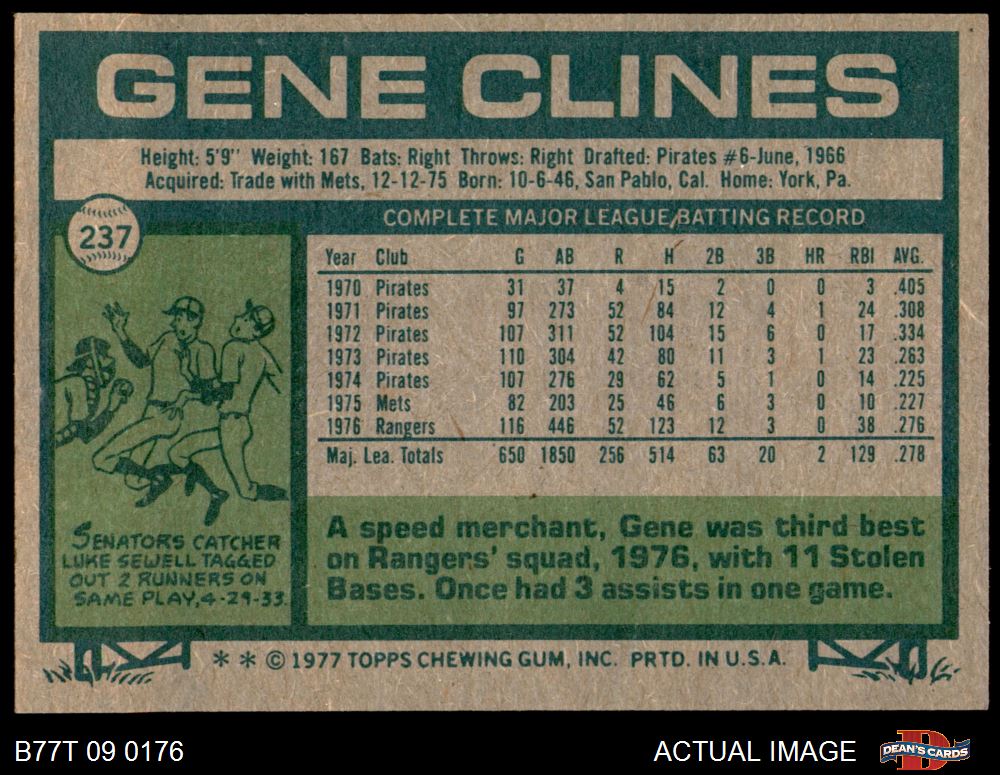 GENE CLINES
Height: 5'9" Weight: 167 Bats: Right Throws: Right Drafted: Pirates #6-June, 1966
Acquired: Trade with Mets, 12-12-75 Born: 10-6-46, San Pablo, Cal. Home: York, Pa.
237
COMPLETE MAJOR LEAGUE BATTING RECORD
Year Club G AB R H 2B 3B HR RBI AVG.
1970 Pirates 31 37 4 15 2 0 0 3 .405
1971 Pirates 97 273 52 84 12 4 1 24 .308
1972 Pirates 107 311 52 104 15 6 0 17 .334
1973 Pirates 110 304 42 80 11 3 1 23 .263
1974 Pirates 107 276 29 62 5 1 0 14 .225
1975 Mets 82 203 25 46 6 3 0 10 .227
1976 Rangers 116 446 52 123 12 3 0 38 .276
Maj. Lea. Totals 650 1850 256 514 63 20 2 129 .278
SENATORS CATCHER
LUKE SEWELL TAGGED
OUT 2 RUNNERS ON
SAME PLAY, 4-29-33.
A speed merchant, Gene was third best
on Rangers' squad, 1976, with 11 Stolen
Bases. Once had 3 assists in one game.
* * © 1977 TOPPS CHEWING GUM, INC. PRTD. IN U.S.A.
B77T 09 0176
ACTUAL IMAGE
D
DEAN'S CARDS